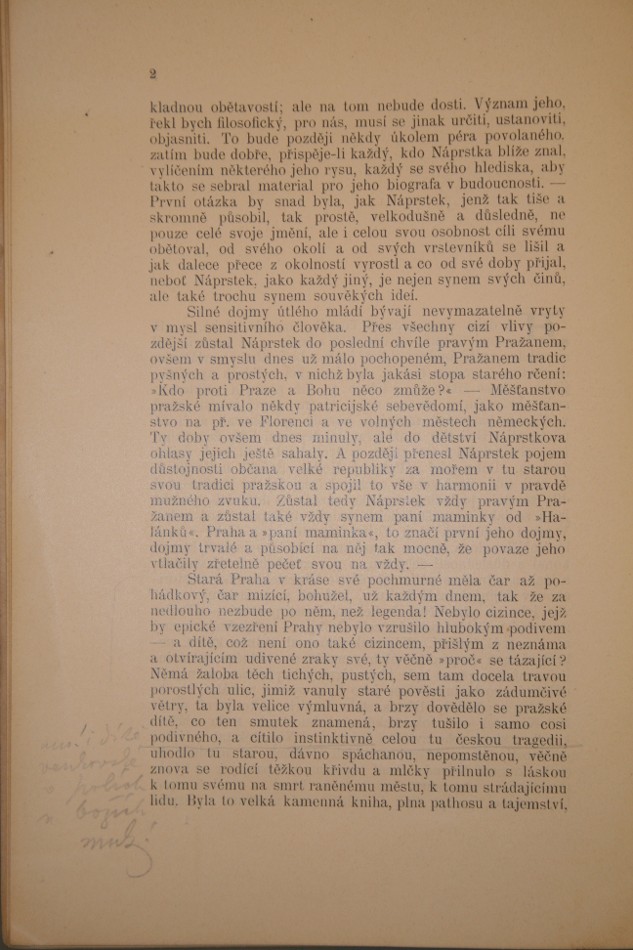 2
kladnou obětavostí; ale na tom nebude dosti. Význam jeho,
řekl bych filosofický, pro nás, musí se jinak určiti, ustanoviti,
objasniti. To bude později někdy úkolem péra povolaného,
zatím bude dobře, přispěje-li každý, kdo Náprstka blíže znal,
vylíčením některého jeho rysu, každý se svého hlediska, aby
takto se sebral material pro jeho biografa v budoucnosti. —
První otázka by snad byla, jak Náprstek, jenž tak tiše a
skromně působil, tak prostě, velkodušně a důsledně, ne
pouze celé svoje jmění, ale i celou svou osobnost cíli svému
obětoval, od svého okolí a od svých vrstevníků se lišil a
jak dalece přece z okolností vyrostl a co od své doby přijal,
neboť Náprstek, jako každý jiný, je nejen synem svých činů,
ale také trochu synem souvěkých ideí.
Silné dojmy útlého mládí bývají nevymazatelně vryty
v mysl sensitivního člověka. Přes všechny cizí vlivy po-
zdější zůstal Náprstek do poslední chvíle pravým Pražanem,
ovšem v smyslu dnes už málo pochopeném, Pražanem tradic
pyšných a prostých, v nichž byla jakási stopa starého rčení:
»Kdo proti Praze a Bohu něco zmůže?« — Měšťanstvo
pražské mívalo někdy patricijské sebevědomí, jako měšťan-
stvo na př. ve Florenci a ve volných městech německých.
Ty doby ovšem dnes minuly, ale do dětství Náprstkova
ohlasy jejich ještě sahaly. A později přenesl Náprstek pojem
důstojnosti občana velké republiky za mořem v tu starou
svou tradici pražskou a spojil to vše v harmonii v pravdě
mužného zvuku. Zůstal tedy Náprstek vždy pravým Pra-
žanem a zůstal také vždy synem paní maminky od »Ha-
lánků«. Praha a »paní maminka«, to značí první jeho dojmy,
dojmy trvalé a působící na něj tak mocně, že povaze jeho
vtlačily zřetelně pečeť svou na vždy. —
Stará Praha v kráse své pochmurné měla čar až po-
hádkový, čar mizící, bohužel, už každým dnem, tak že za
nedlouho nezbude po něm, než legenda! Nebylo cizince, jejž
by epické vzezření Prahy nebylo vzrušilo hlubokým podivem
— a dítě, což není ono také cizincem, přišlým z neznáma
a otvírajícím udivené zraky své, ty věčně »proč« se tázající?
Němá žaloba těch tichých, pustých, sem tam docela travou
porostlých ulic, jimiž vanuly staré pověsti jako zádumčivé
větry, ta byla velice výmluvná, a brzy dovědělo se pražské
dítě, co ten smutek znamená, brzy tušilo i samo cosi
podivného, a cítilo instinktivně celou tu českou tragedii,
uhodlo tu starou, dávno spáchanou, nepomstěnou, věčně
znova se rodící těžkou křivdu a mlčky přilnulo s láskou
k tomu svému na smrt raněnému městu, k tomu strádajícímu
lidu. Byla to velká kamenná kniha, plna pathosu a tajemství,